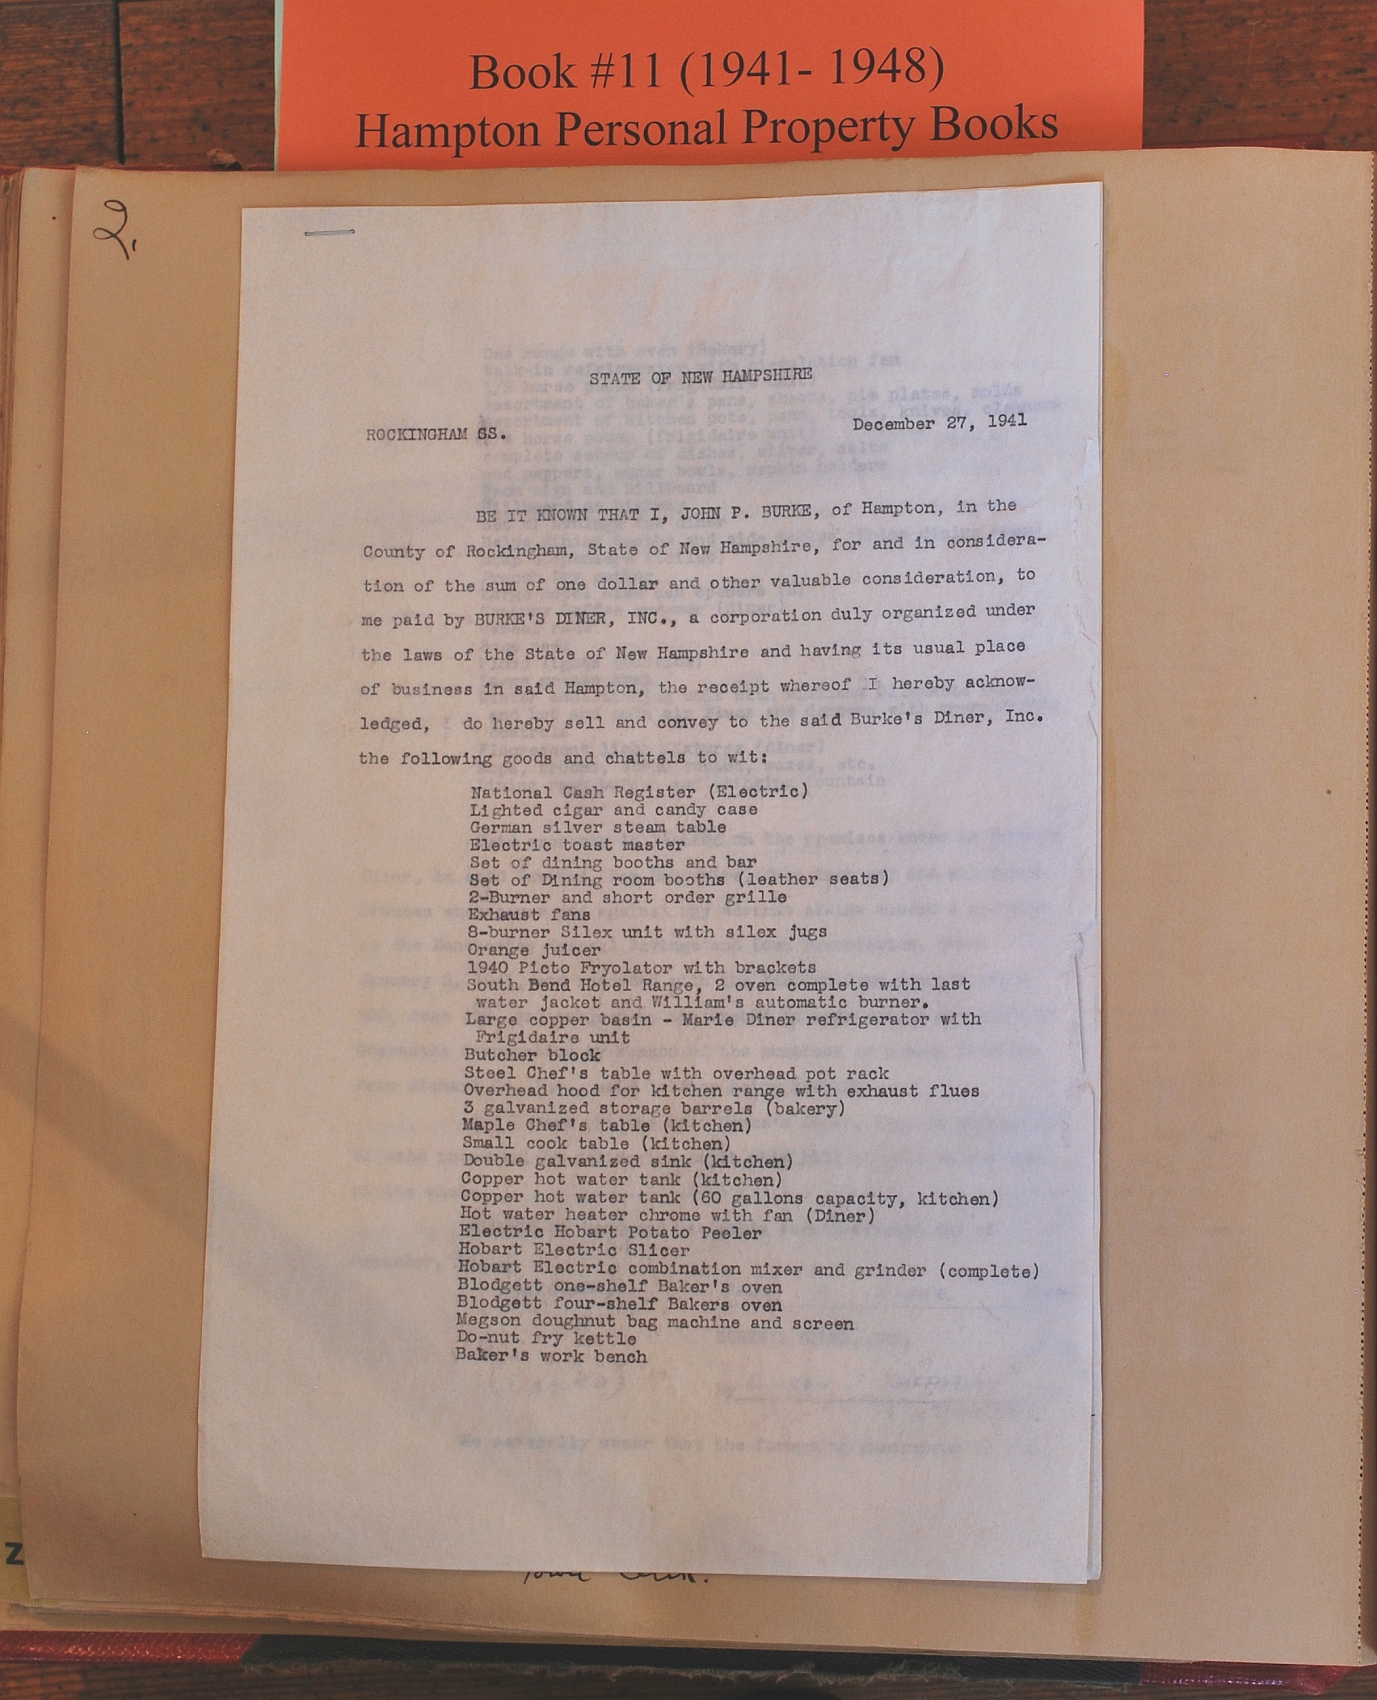 Book #11 (1941- 1948)
Hampton Personal Property Books
2.
STATE OF NEW HAMPSHIRE
ROCKINGHAM SS.
December 27, 1941
BE IT KNOWN THAT I, JOHN P. BURKE, of Hampton, in the
County of Rockingham, State of New Hampshire, for and in considera-
tion of the sum of one dollar and other valuable consideration, to
me paid by BURKE'S DINER, INC., a corporation duly organized under
the laws of the State of New Hampshire and having its usual place
of business in said Hampton, the receipt whereof I hereby acknow-
ledged, do hereby sell and convey to the said Burke's Diner, Inc.
the following goods and chattels to wit:
National Cash Register (Electric)
Lighted cigar and candy case
German silver steam table
Electric toast master
Set of dining booths and bar
Set of Dining room booths (leather seats)
2-Burner and short order grille
Exhaust fans
8-burner Silex unit with silex jugs
Orange juicer
1940 Picto Fryolator with brackets
South Bend Hotel Range, 2 oven complete with last
water jacket and William's automatic burner.
Large copper basin - Marie Diner refrigerator with
Frigidaire unit
Butcher block
Steel Chef's table with overhead pot rack
Overhead hood for kitchen range with exhaust flues
3 galvanized storage barrels (bakery)
Maple Chef's table (kitchen)
Small cook table (kitchen)
Double galvanized sink (kitchen)
Copper hot water tank (kitchen)
Copper hot water tank (60 gallons capacity, kitchen)
Hot water heater chrome with fan (Diner)
Electric Hobart Potato Peeler
Hobart Electric Slicer
Hobart Electric combination mixer and grinder (complete)
Blodgett one-shelf Baker's oven
Blodgett four-shelf Bakers oven
Megson doughnut bag machine and screen
Do-nut fry kettle
Baker's work bench
Town Clerk.
Z